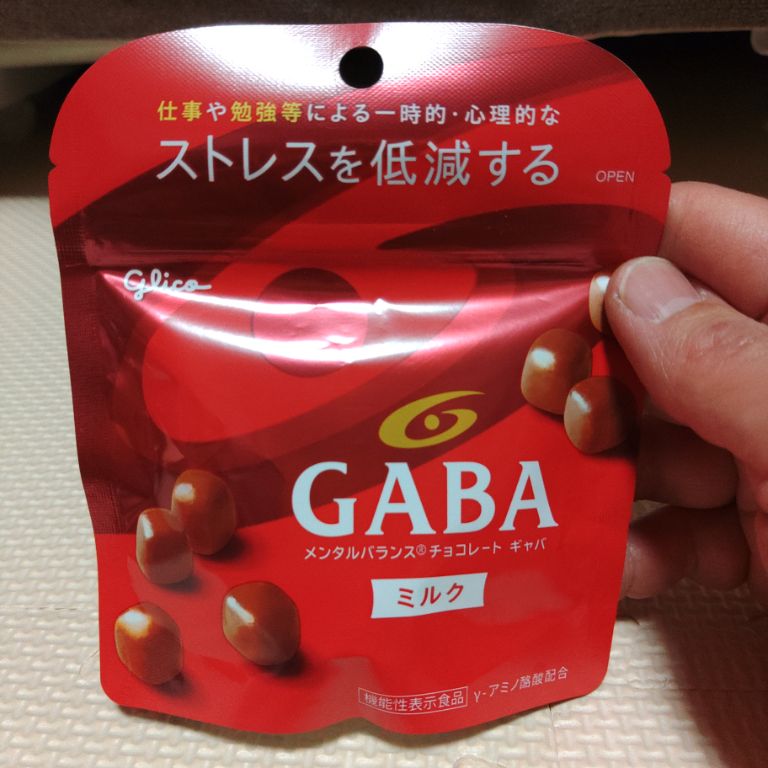 仕事や勉強等による一時的・心理的な
ストレスを低減する
OPEN
Glico
GABA
メンタルバランス®チョコレート ギャバ
ミルク
機能性表示食品 γ-アミノ酪酸配合